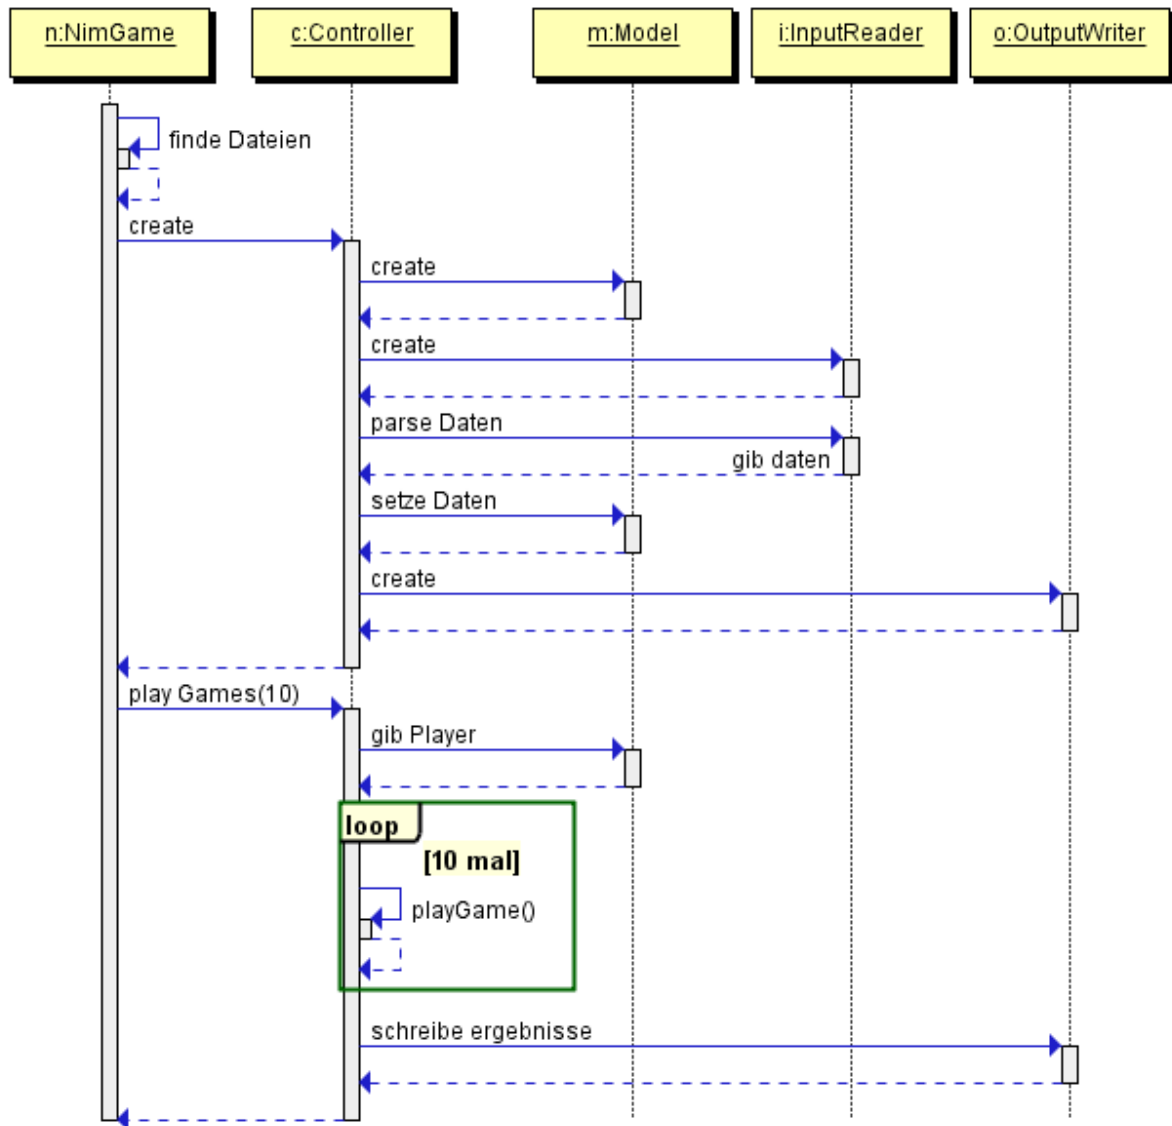 n:NimGame
c:Controller
m:Model
i:InputReader
o:OutputWriter
finde Dateien
create
create
create
parse Daten
gib daten
setze Daten
create
play Games(10)
gib Player
loop
[10 mal]
playGame()
schreibe ergebnisse